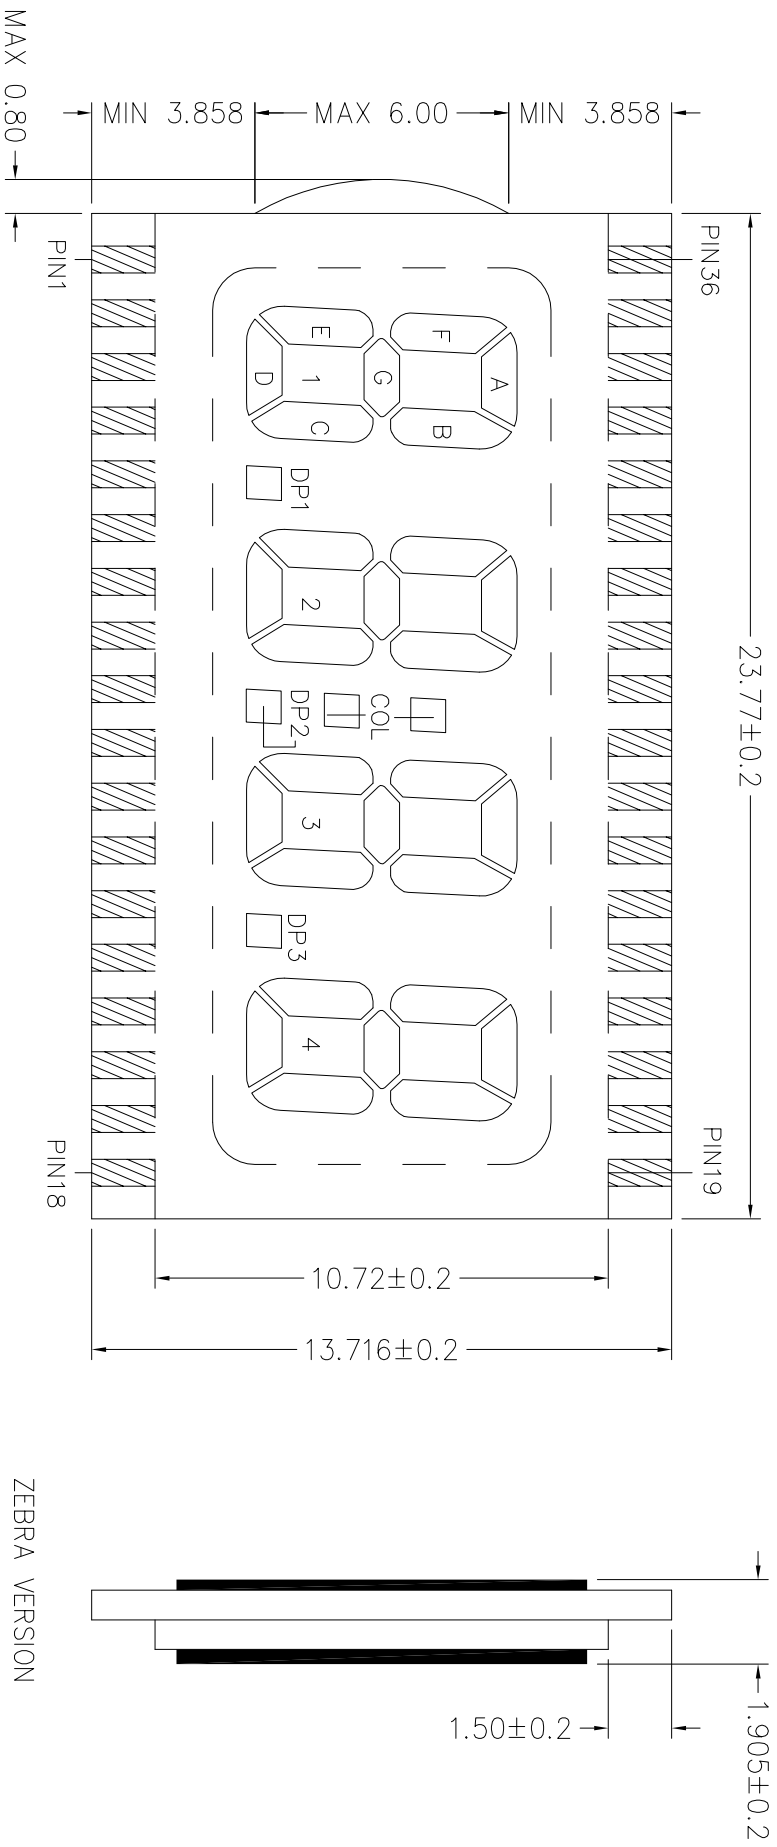 23.77±0.2
PIN36
PIN19
MIN 3.858
MAX 6.00
MIN 3.858
MAX 0.80
A
F
B
G
E
1
C
D
DP1
2
COL
DP2
3
DP3
4
PIN1
PIN18
10.72±0.2
13.716±0.2
1.905±0.2
1.50±0.2
ZEBRA VERSION